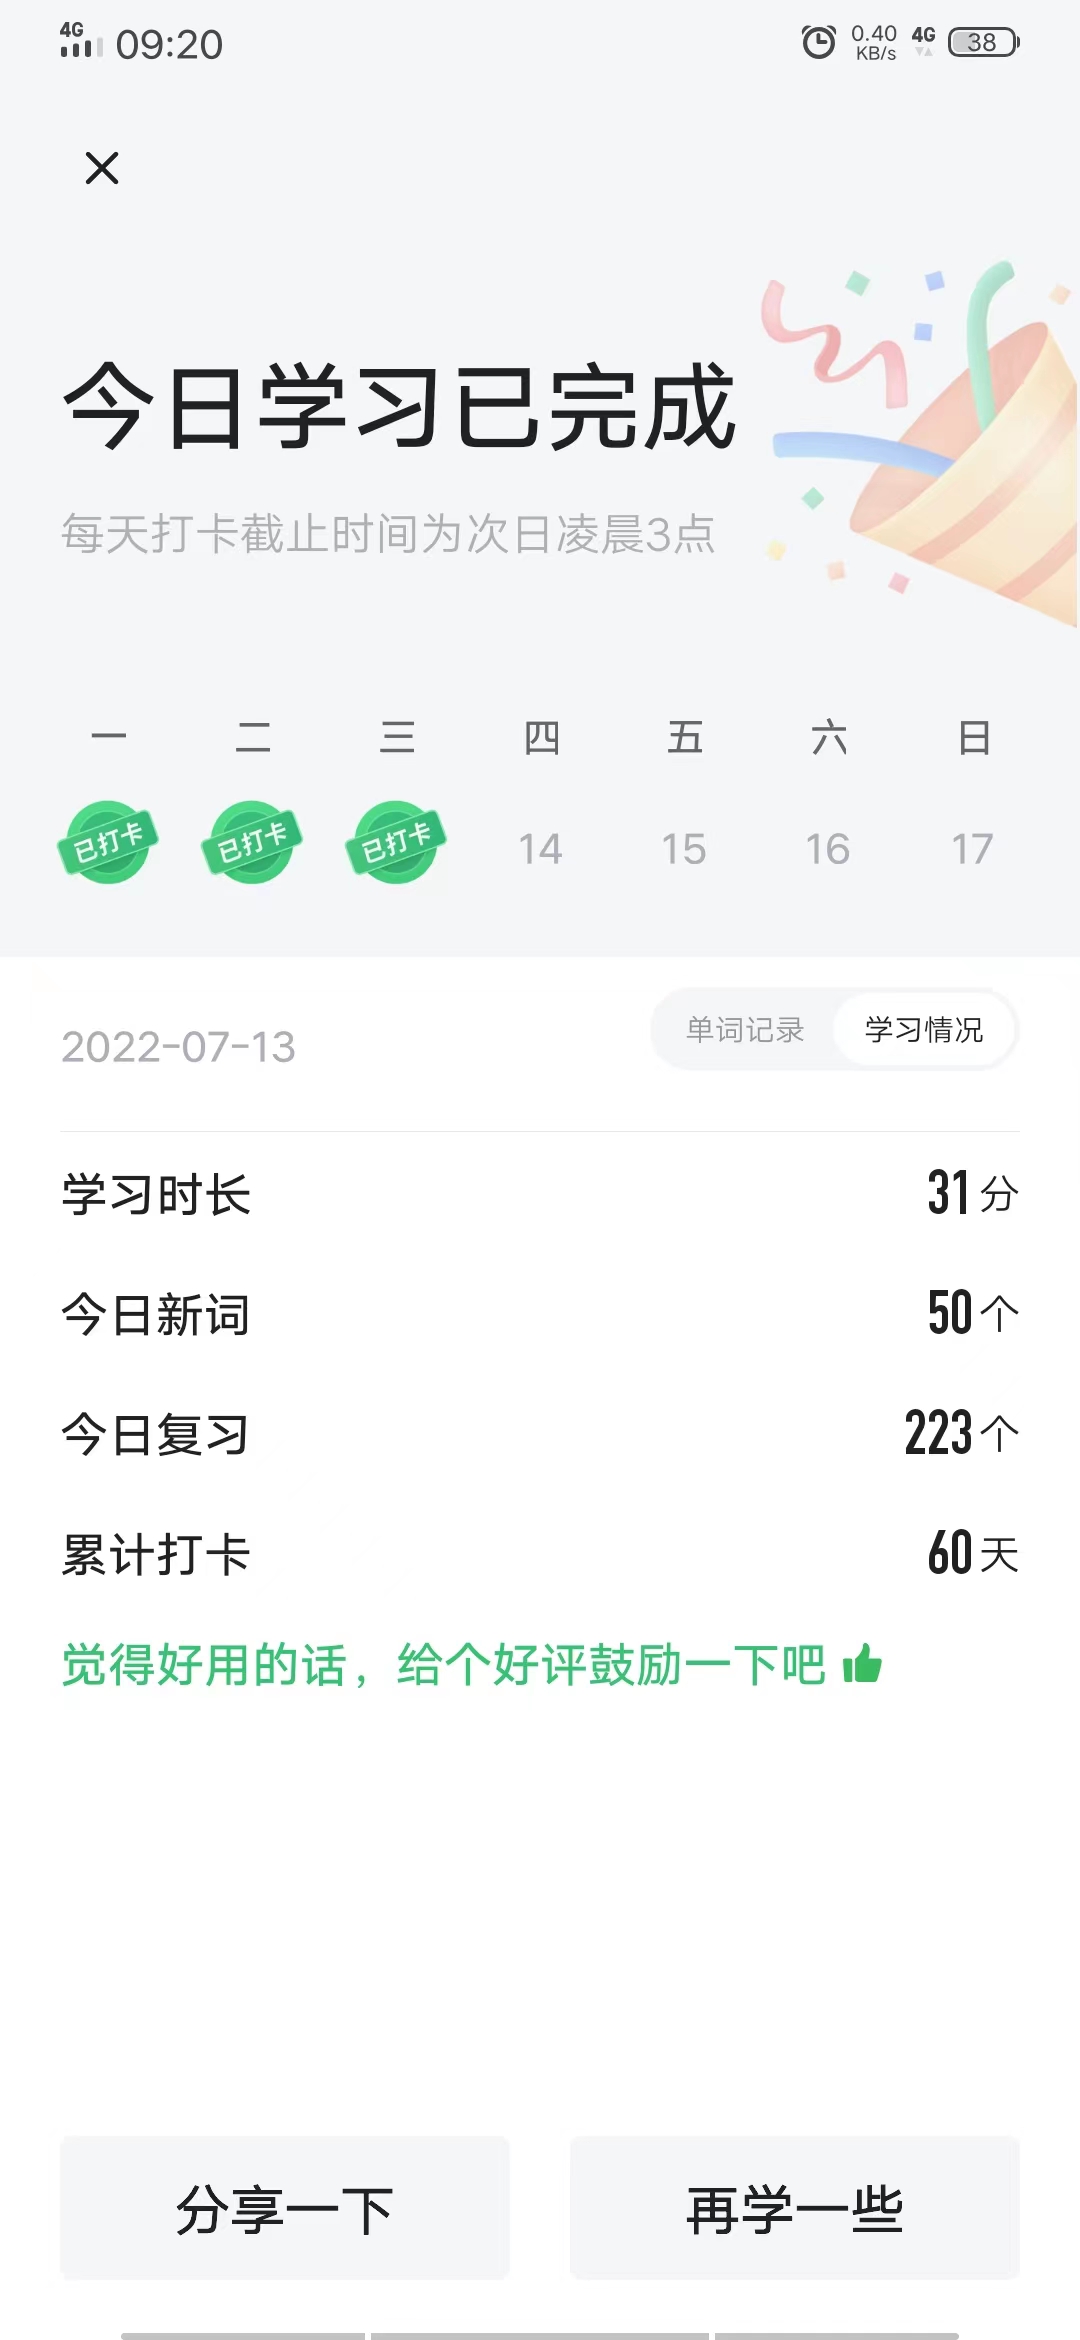 4G 09:20 0.40 KB/s 4G 38
今日学习已完成
每天打卡截止时间为次日凌晨3点
一 二 三 四 五 六 日
已打卡 已打卡 已打卡 14 15 16 17
2022-07-13 单词记录 学习情况
学习时长 31分
今日新词 50个
今日复习 223个
累计打卡 60天
觉得好用的话，给个好评鼓励一下吧
分享一下 再学一些